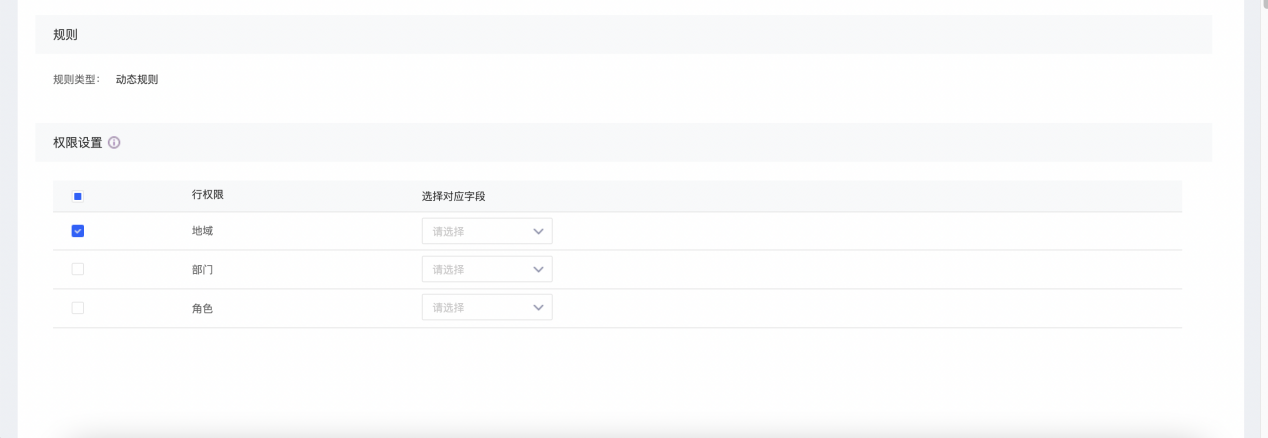 规则
规则类型： 动态规则
权限设置
行权限 选择对应字段
地域 请选择
部门 请选择
角色 请选择